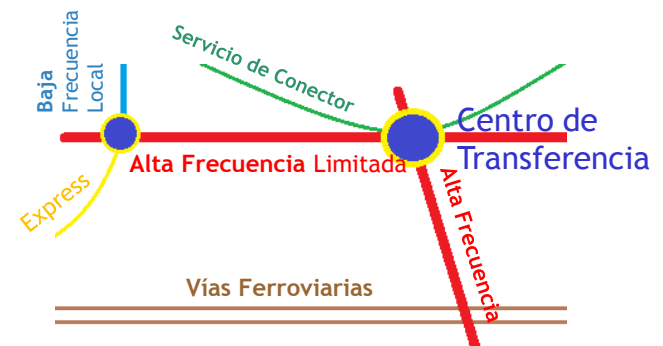 Baja
Frecuencia
Local
Servicio de Conector
Centro de
Transferencia
Alta Frecuencia Limitada
Express
Alta Frecuencia
Vías Ferroviarias